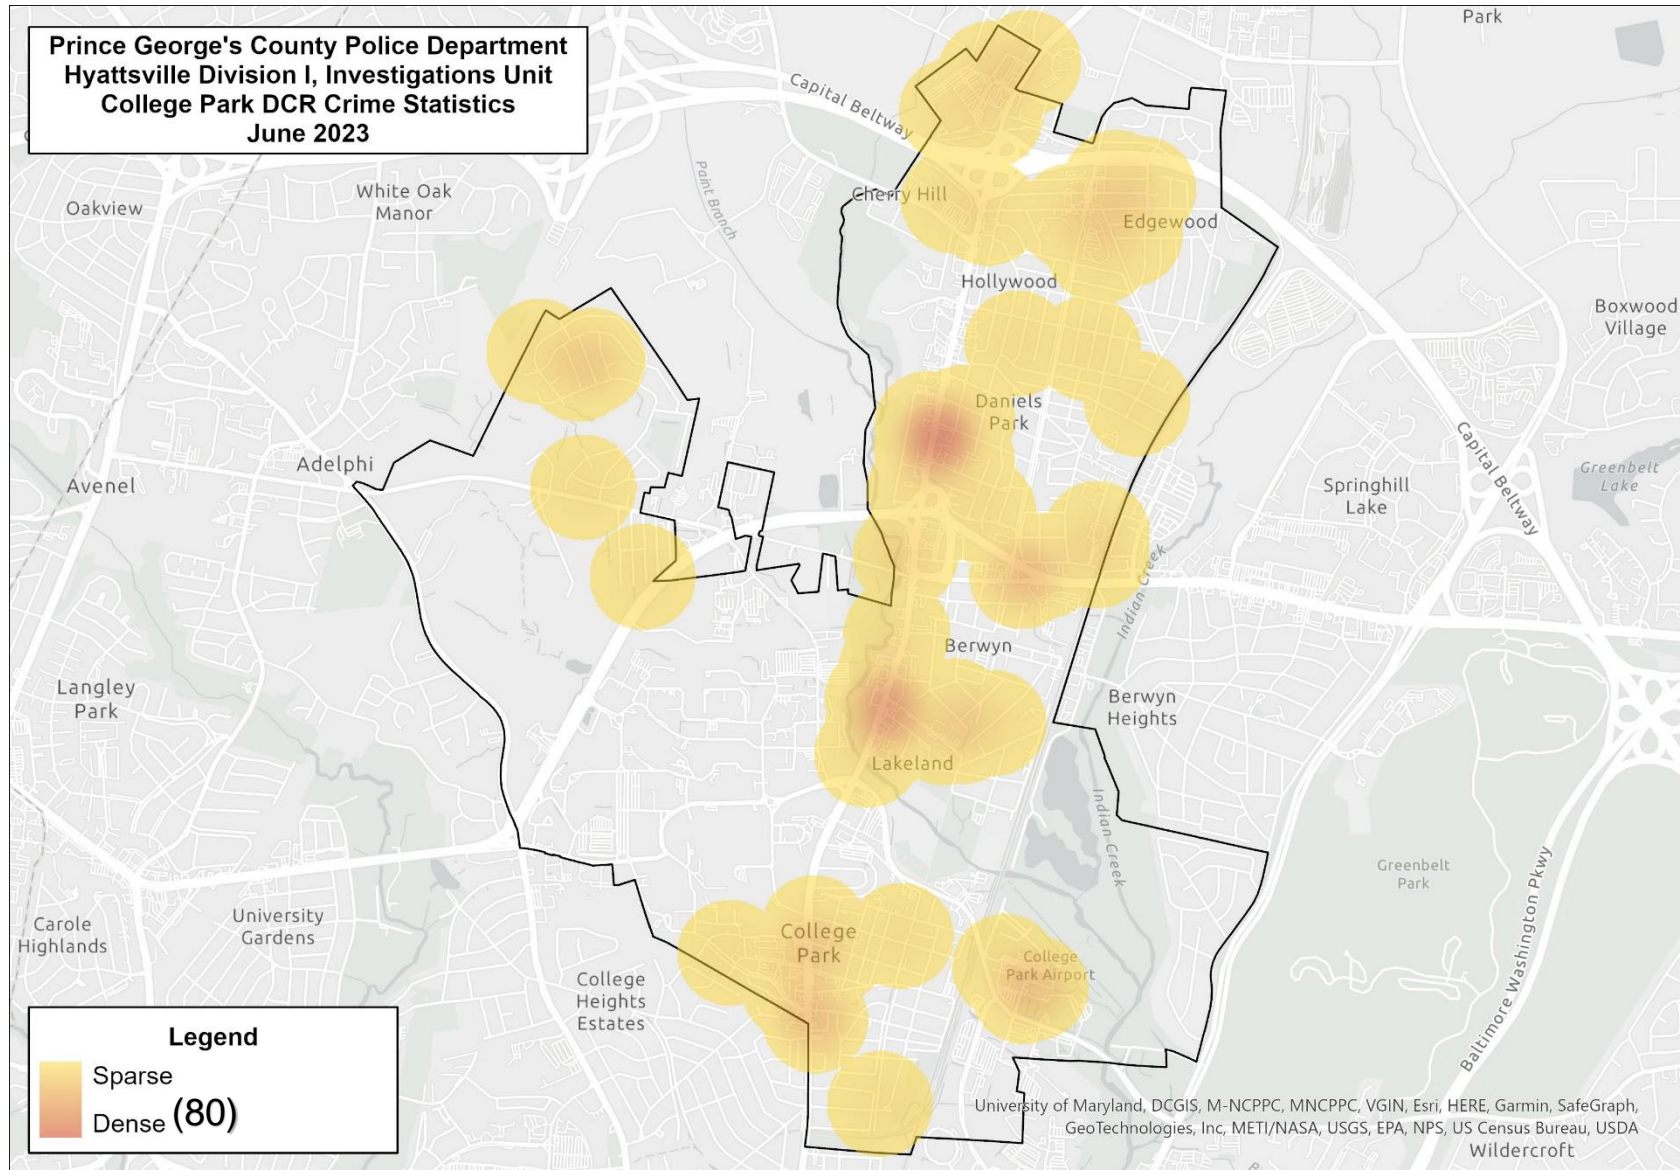 Prince George's County Police Department
Hyattsville Division I, Investigations Unit
College Park DCR Crime Statistics
June 2023
Park
Capital Beltway
Paint Branch
White Oak
Manor
Oakview
Cherry Hill
Edgewood
Hollywood
Boxwood
Village
Daniels
Park
Adelphi
Avenel
Capital Beltway
Springhill
Lake
Greenbelt
Lake
Indian Creek
Berwyn
Langley
Park
Berwyn
Heights
Lakeland
Indian Creek
Greenbelt
Park
Baltimore Washington Pkwy
Carole
Highlands
University
Gardens
College
Park
College
Park Airport
College
Heights
Estates
Legend
Sparse
Dense (80)
University of Maryland, DCGIS, M-NCPPC, MNCPPC, VGIN, Esri, HERE, Garmin, SafeGraph,
GeoTechnologies, Inc, METI/NASA, USGS, EPA, NPS, US Census Bureau, USDA
Wildercroft